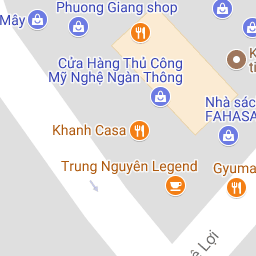 Phuong Giang shop
Mây
Cửa Hàng Thủ Công
Mỹ Nghệ Ngàn Thông
Nhà sác
FAHASA
Khanh Casa
Trung Nguyên Legend
Gyuma
Lợi